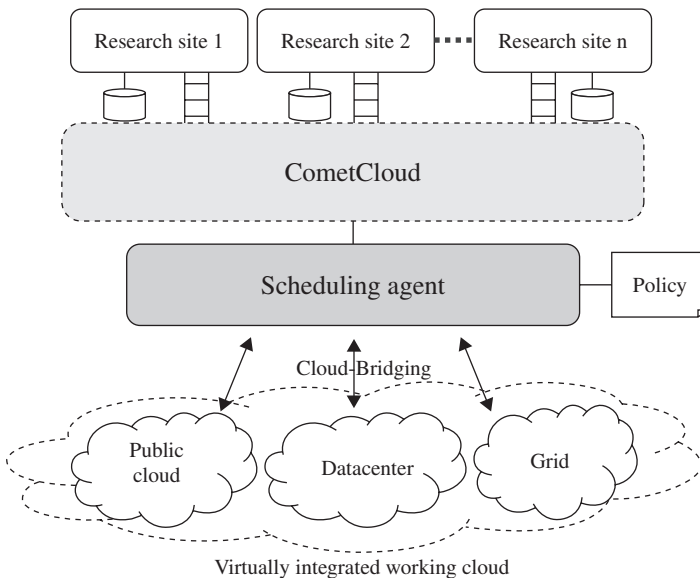 Research site 1
Research site 2
Research site n
CometCloud
Scheduling agent
Policy
Cloud-Bridging
Public
cloud
Datacenter
Grid
Virtually integrated working cloud